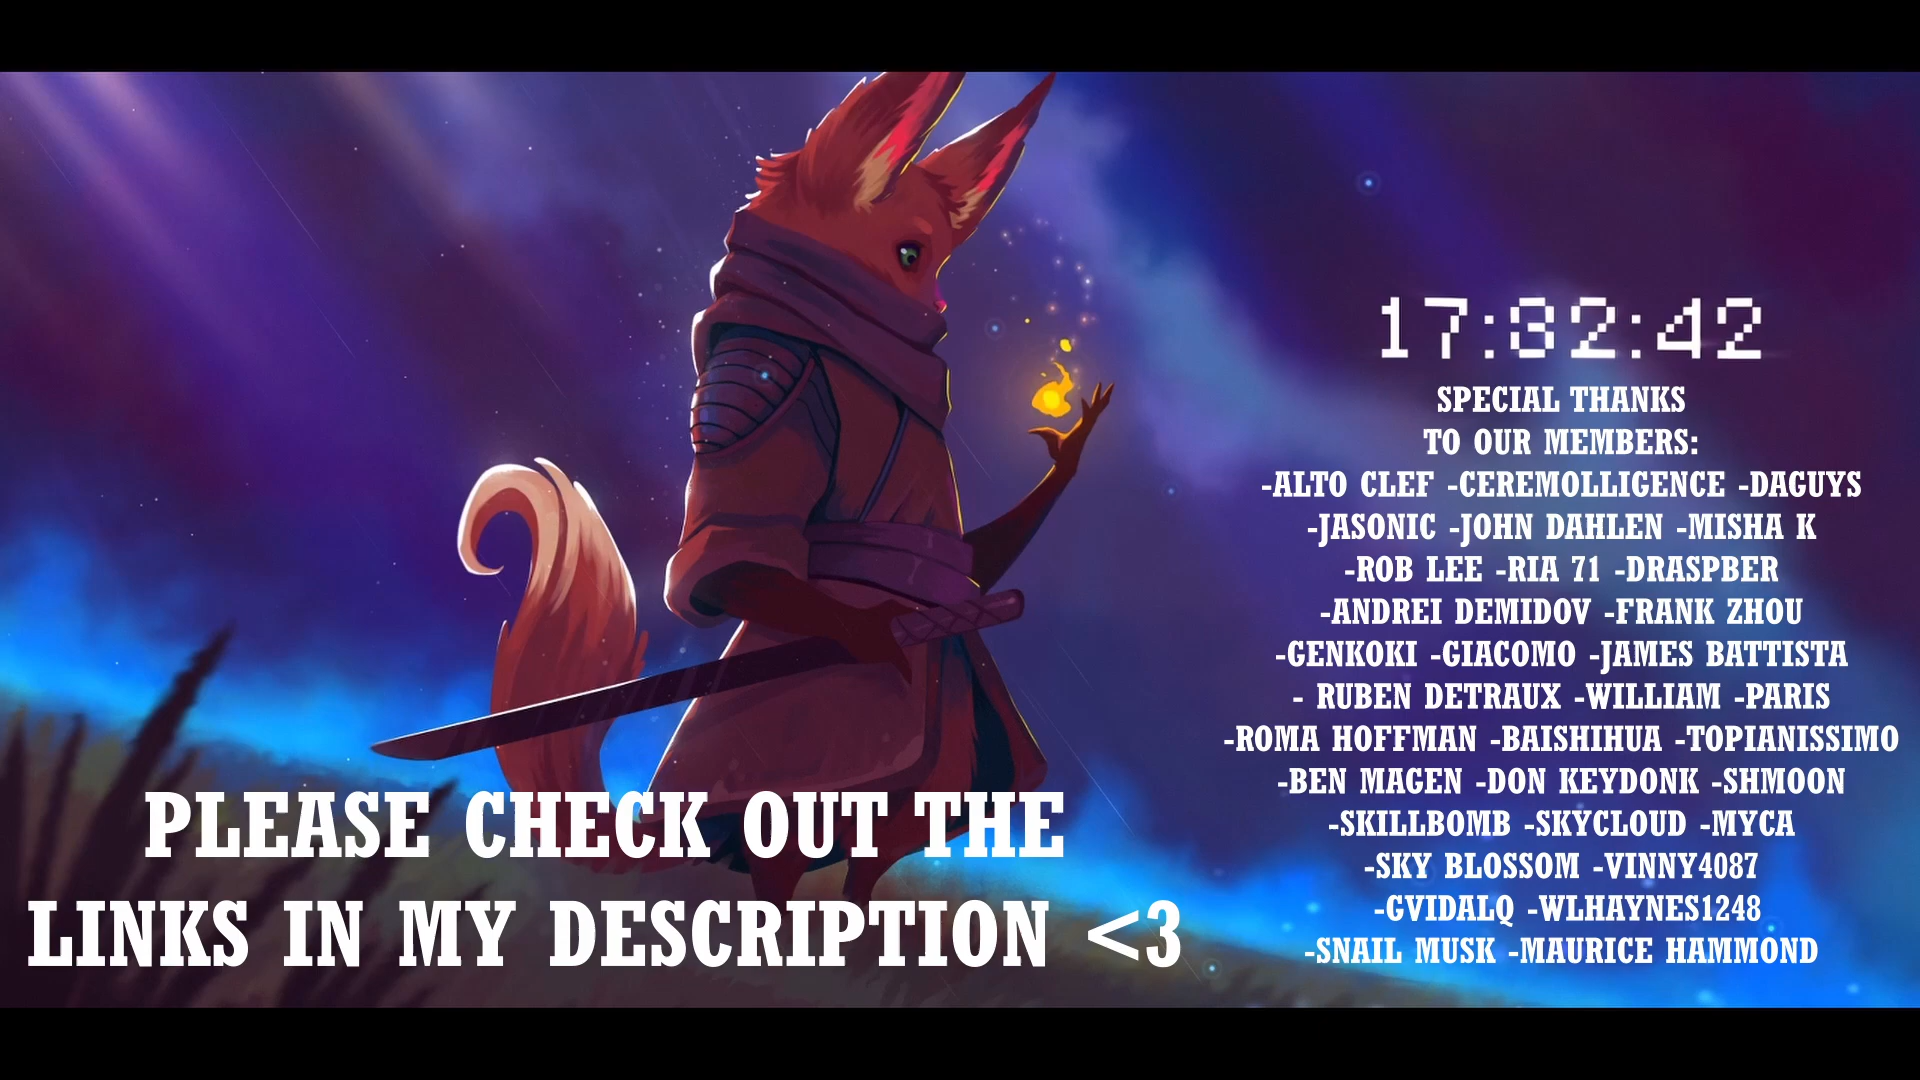 17:32:42
SPECIAL THANKS
TO OUR MEMBERS:
-ALTO CLEF -CEREMOLLIGENCE -DAGUYS
-JASONIC -JOHN DAHLEN -MISHA K
-ROB LEE -RIA 71 -DRASPBER
-ANDREI DEMIDOV -FRANK ZHOU
-GENKOKI -GIACOMO -JAMES BATTISTA
- RUBEN DETRAUX -WILLIAM -PARIS
-ROMA HOFFMAN -BAISHIHUA -TOPIANISSIMO
-BEN MAGEN -DON KEYDONK -SHMOON
-SKILLBOMB -SKYCLOUD -MYCA
-SKY BLOSSOM -VINNY4087
-GVIDALQ -WLHAYNES1248
-SNAIL MUSK -MAURICE HAMMOND
PLEASE CHECK OUT THE
LINKS IN MY DESCRIPTION <3